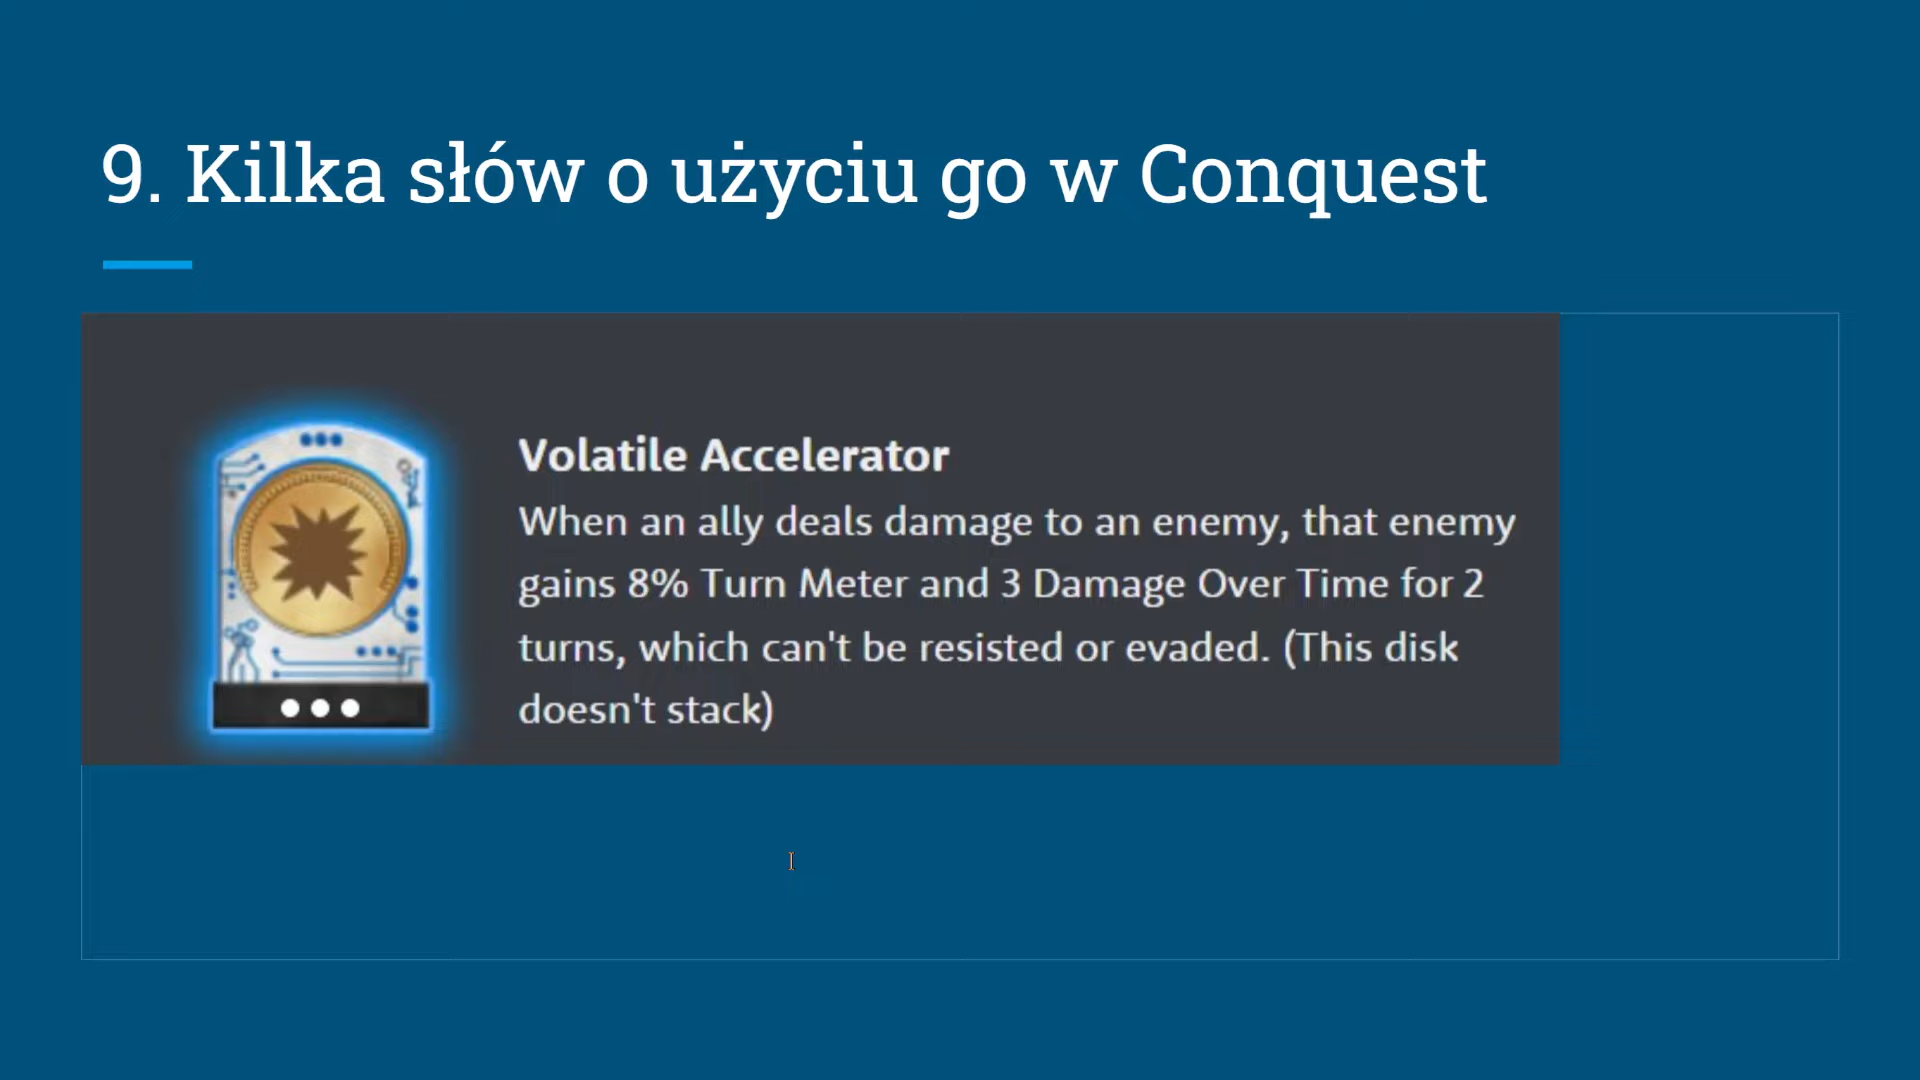 9. Kilka słów o użyciu go w Conquest
Volatile Accelerator
When an ally deals damage to an enemy, that enemy
gains 8% Turn Meter and 3 Damage Over Time for 2
turns, which can't be resisted or evaded. (This disk
doesn't stack)